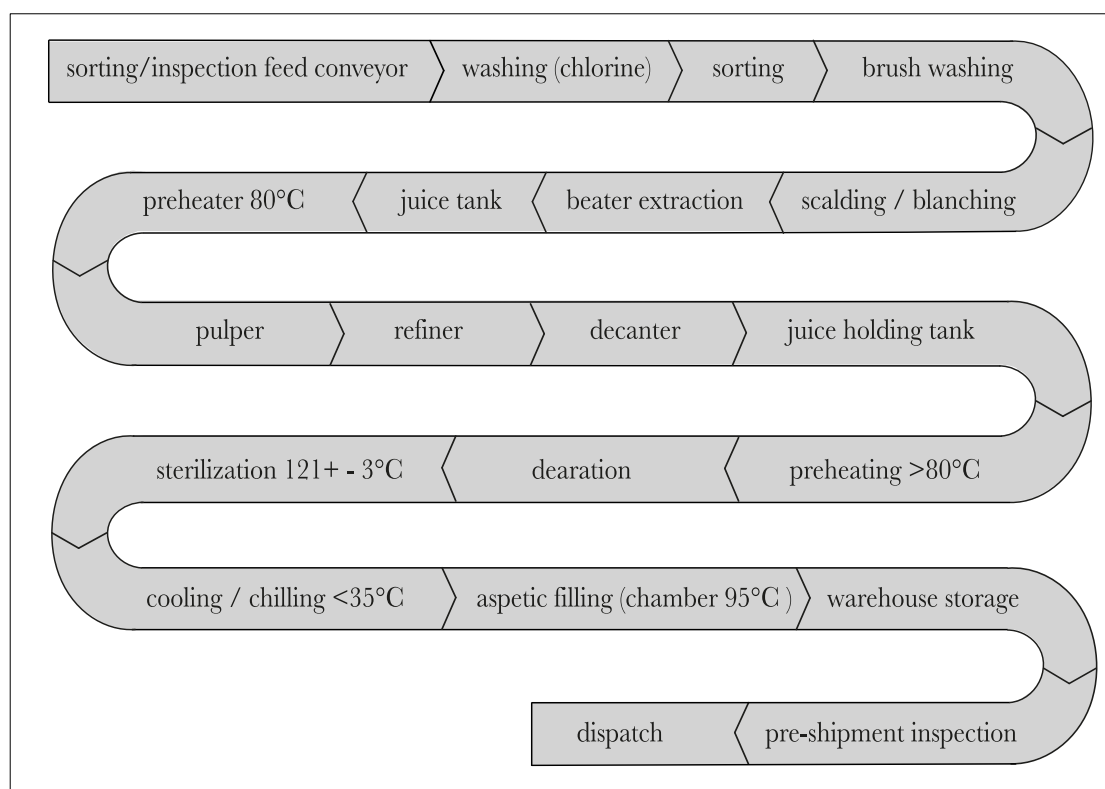 sorting/inspection feed conveyor
washing (chlorine)
sorting
brush washing
scalding / blanching
beater extraction
juice tank
preheater 80°C
pulper
refiner
decanter
juice holding tank
preheating >80°C
dearation
sterilization 121+ - 3°C
cooling / chilling <35°C
aspetic filling (chamber 95°C )
warehouse storage
pre-shipment inspection
dispatch